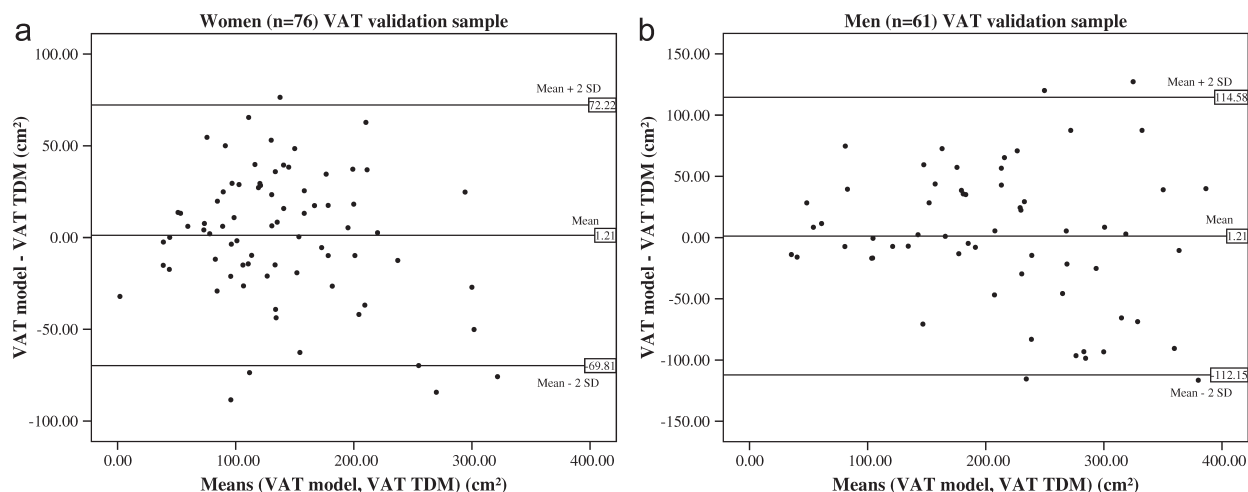 a
Women (n=76) VAT validation sample
VAT model - VAT TDM (cm²)
100.00
50.00
0.00
-50.00
-100.00
Mean + 2 SD
72.22
Mean
1.21
-69.81
Mean - 2 SD
0.00 100.00 200.00 300.00 400.00
Means (VAT model, VAT TDM) (cm²)
b
Men (n=61) VAT validation sample
VAT model - VAT TDM (cm²)
150.00
100.00
50.00
0.00
-50.00
-100.00
-150.00
Mean + 2 SD
114.58
Mean
1.21
-112.15
Mean - 2 SD
0.00 100.00 200.00 300.00 400.00
Means (VAT model, VAT TDM) (cm²)